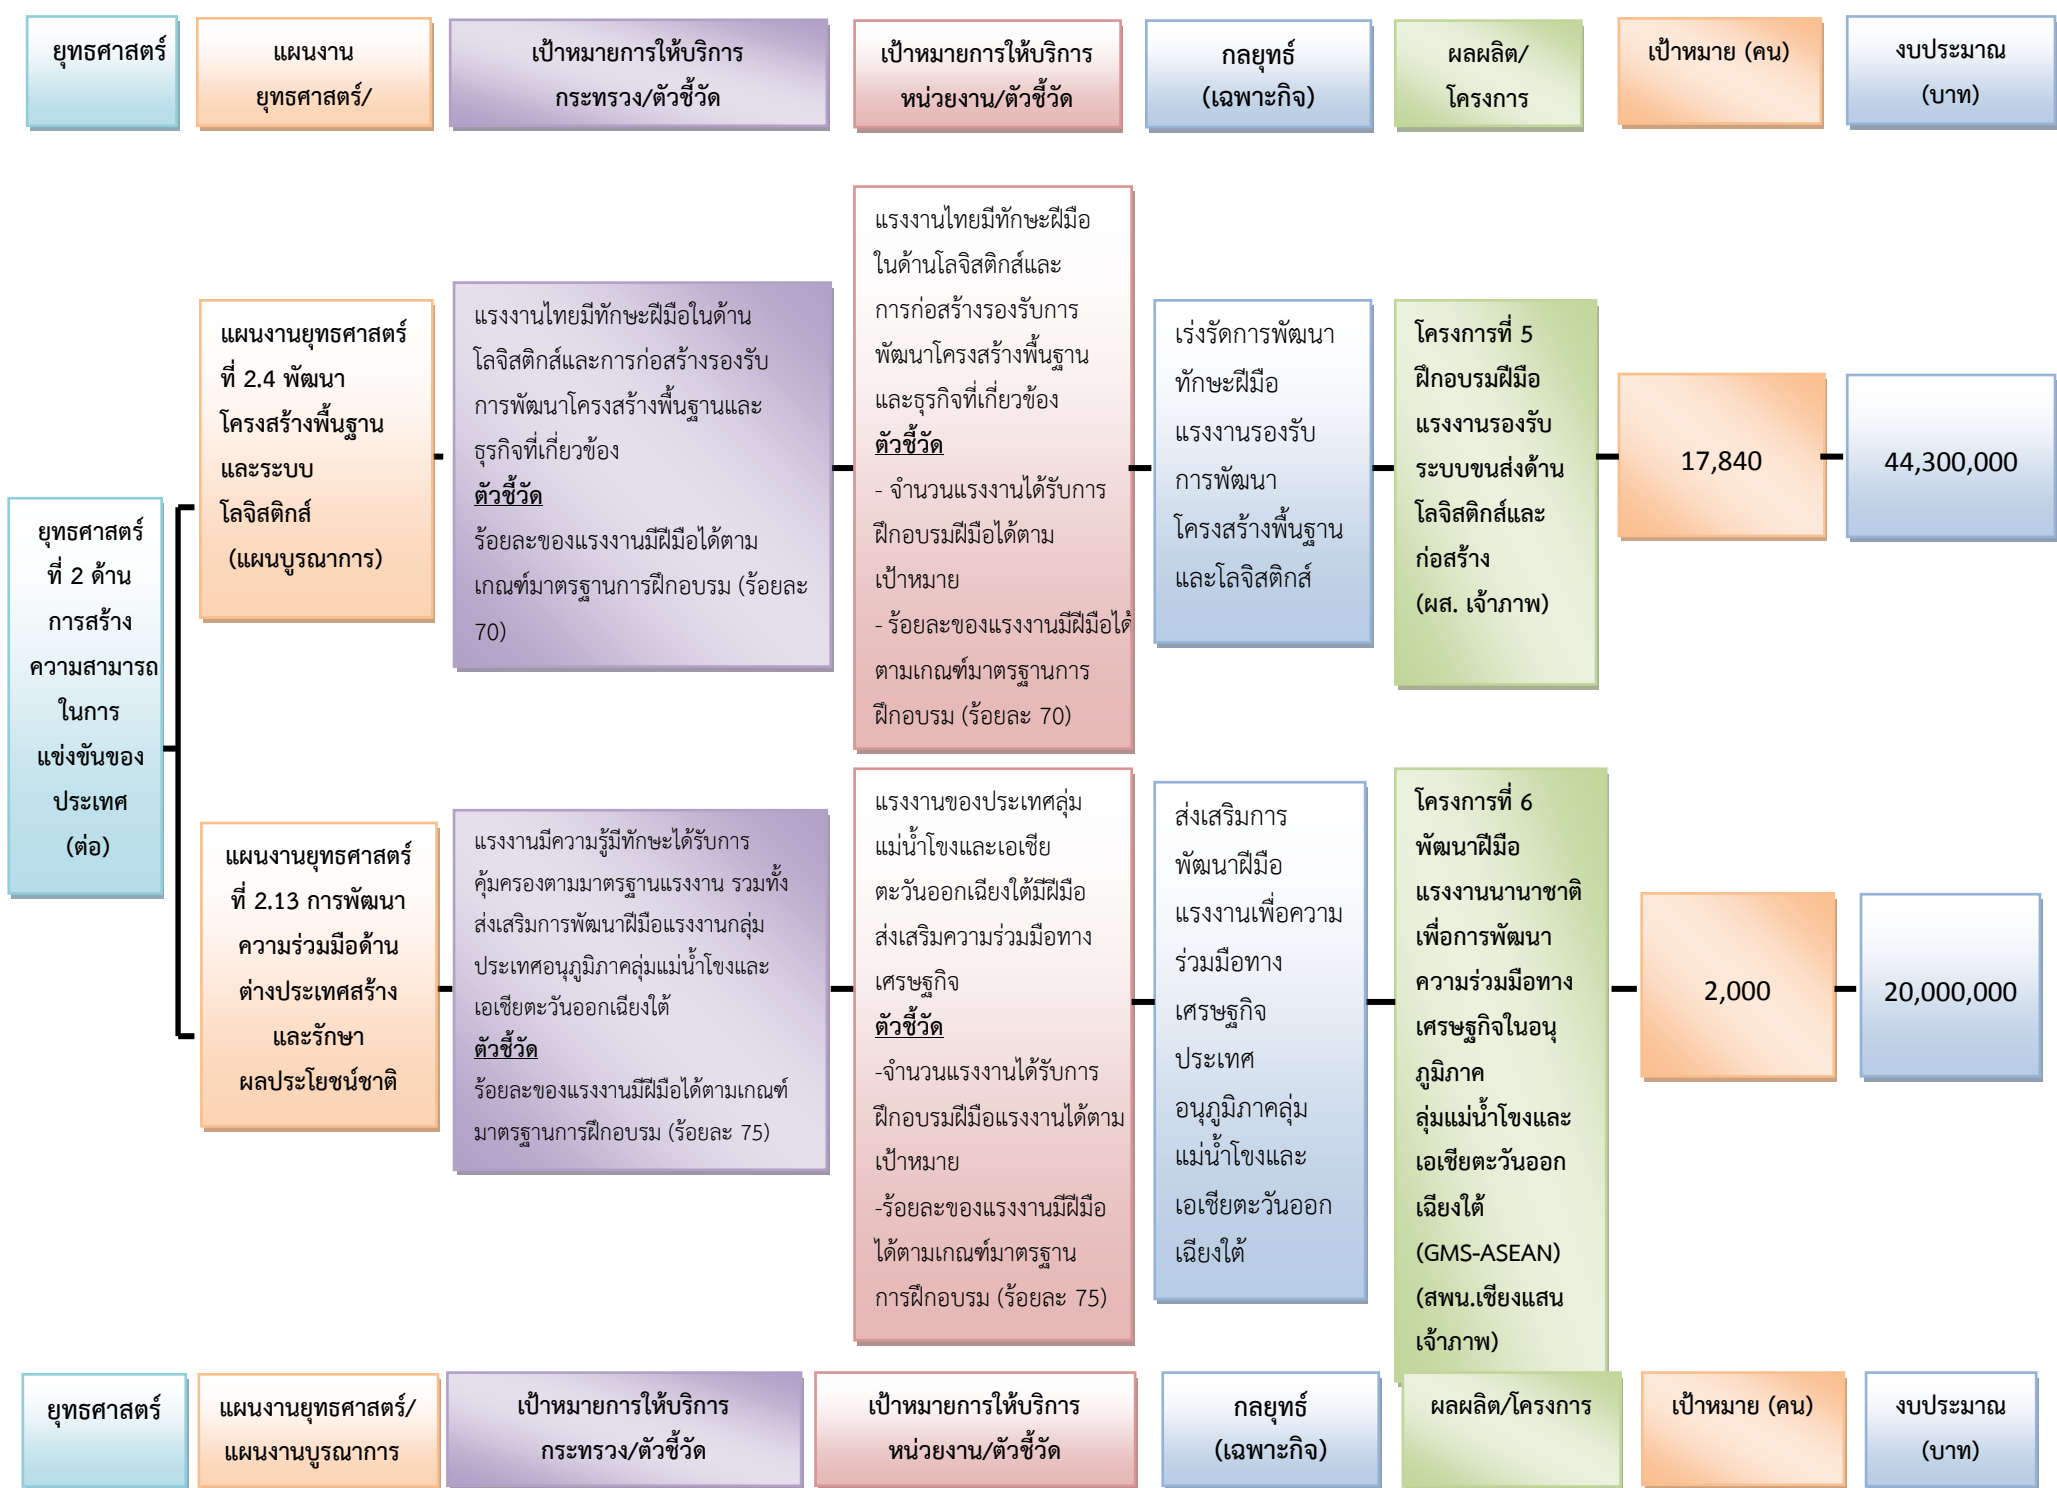 ยุทธศาสตร์
แผนงาน
ยุทธศาสตร์/
เป้าหมายการให้บริการ
กระทรวง/ตัวชี้วัด
เป้าหมายการให้บริการ
หน่วยงาน/ตัวชี้วัด
กลยุทธ์
(เฉพาะกิจ)
ผลผลิต/
โครงการ
เป้าหมาย (คน)
งบประมาณ
(บาท)
ยุทธศาสตร์
ที่ 2 ด้าน
การสร้าง
ความสามารถ
ในการ
แข่งขันของ
ประเทศ
(ต่อ)
แผนงานยุทธศาสตร์
ที่ 2.4 พัฒนา
โครงสร้างพื้นฐาน
และระบบ
โลจิสติกส์
(แผนบูรณาการ)
แรงงานไทยมีทักษะฝีมือในด้าน
โลจิสติกส์และการก่อสร้างรองรับ
การพัฒนาโครงสร้างพื้นฐานและ
ธุรกิจที่เกี่ยวข้อง
ตัวชี้วัด
ร้อยละของแรงงานมีฝีมือได้ตาม
เกณฑ์มาตรฐานการฝึกอบรม (ร้อยละ
70)
แรงงานไทยมีทักษะฝีมือ
ในด้านโลจิสติกส์และ
การก่อสร้างรองรับการ
พัฒนาโครงสร้างพื้นฐาน
และธุรกิจที่เกี่ยวข้อง
ตัวชี้วัด
- จำนวนแรงงานได้รับการ
ฝึกอบรมฝีมือได้ตาม
เป้าหมาย
- ร้อยละของแรงงานมีฝีมือได้
ตามเกณฑ์มาตรฐานการ
ฝึกอบรม (ร้อยละ 70)
เร่งรัดการพัฒนา
ทักษะฝีมือ
แรงงานรองรับ
การพัฒนา
โครงสร้างพื้นฐาน
และโลจิสติกส์
โครงการที่ 5
ฝึกอบรมฝีมือ
แรงงานรองรับ
ระบบขนส่งด้าน
โลจิสติกส์และ
ก่อสร้าง
(ผส. เจ้าภาพ)
17,840
44,300,000
แผนงานยุทธศาสตร์
ที่ 2.13 การพัฒนา
ความร่วมมือด้าน
ต่างประเทศสร้าง
และรักษา
ผลประโยชน์ชาติ
แรงงานมีความรู้มีทักษะได้รับการ
คุ้มครองตามมาตรฐานแรงงาน รวมทั้ง
ส่งเสริมการพัฒนาฝีมือแรงงานกลุ่ม
ประเทศอนุภูมิภาคลุ่มแม่น้ำโขงและ
เอเชียตะวันออกเฉียงใต้
ตัวชี้วัด
ร้อยละของแรงงานมีฝีมือได้ตามเกณฑ์
มาตรฐานการฝึกอบรม (ร้อยละ 75)
แรงงานของประเทศลุ่ม
แม่น้ำโขงและเอเชีย
ตะวันออกเฉียงใต้มีฝีมือ
ส่งเสริมความร่วมมือทาง
เศรษฐกิจ
ตัวชี้วัด
-จำนวนแรงงานได้รับการ
ฝึกอบรมฝีมือแรงงานได้ตาม
เป้าหมาย
-ร้อยละของแรงงานมีฝีมือ
ได้ตามเกณฑ์มาตรฐาน
การฝึกอบรม (ร้อยละ 75)
ส่งเสริมการ
พัฒนาฝีมือ
แรงงานเพื่อความ
ร่วมมือทาง
เศรษฐกิจ
ประเทศ
อนุภูมิภาคลุ่ม
แม่น้ำโขงและ
เอเชียตะวันออก
เฉียงใต้
โครงการที่ 6
พัฒนาฝีมือ
แรงงานนานาชาติ
เพื่อการพัฒนา
ความร่วมมือทาง
เศรษฐกิจในอนุ
ภูมิภาค
ลุ่มแม่น้ำโขงและ
เอเชียตะวันออก
เฉียงใต้
(GMS-ASEAN)
(สพน.เชียงแสน
เจ้าภาพ)
2,000
20,000,000
ยุทธศาสตร์
แผนงานยุทธศาสตร์/
แผนงานบูรณาการ
เป้าหมายการให้บริการ
กระทรวง/ตัวชี้วัด
เป้าหมายการให้บริการ
หน่วยงาน/ตัวชี้วัด
กลยุทธ์
(เฉพาะกิจ)
ผลผลิต/โครงการ
เป้าหมาย (คน)
งบประมาณ
(บาท)